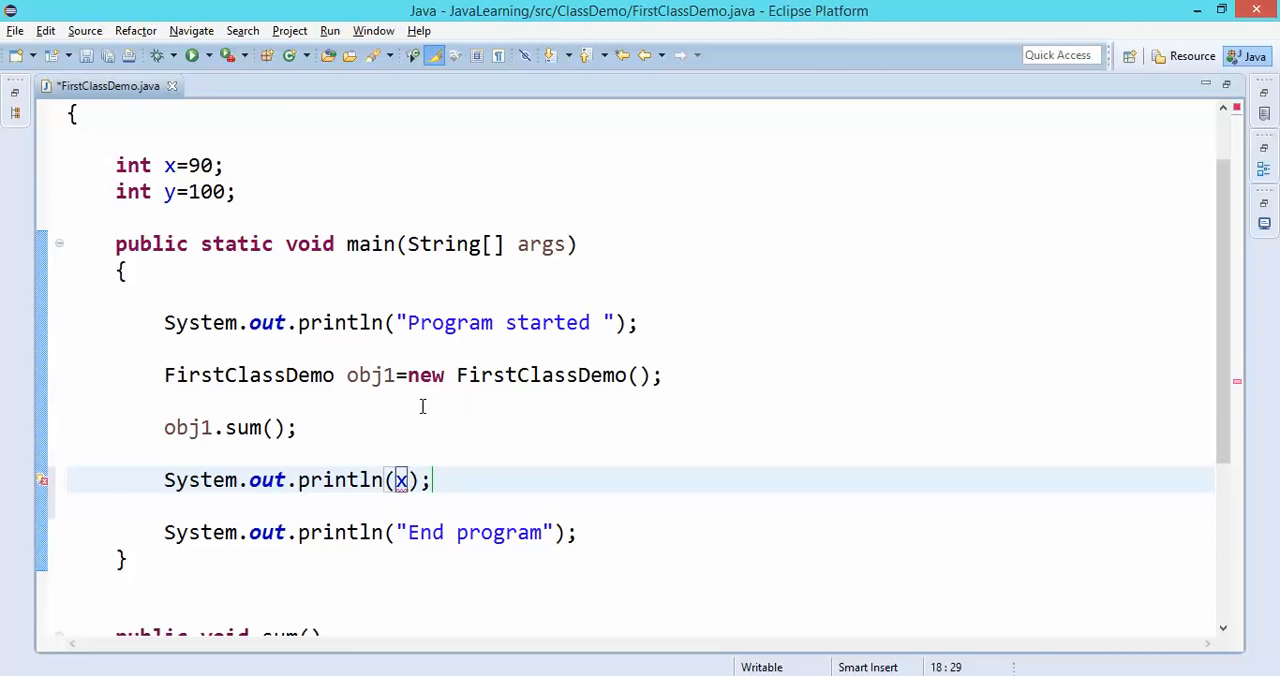 Java - JavaLearning/src/ClassDemo/FirstClassDemo.java - Eclipse Platform
File Edit Source Refactor Navigate Search Project Run Window Help
Quick Access Resource Java
*FirstClassDemo.java
{
int x=90;
int y=100;
public static void main(String[] args)
{
System.out.println("Program started ");
FirstClassDemo obj1=new FirstClassDemo();
obj1.sum();
System.out.println(x);
System.out.println("End program");
}
public void sum()
Writable Smart Insert 18:29